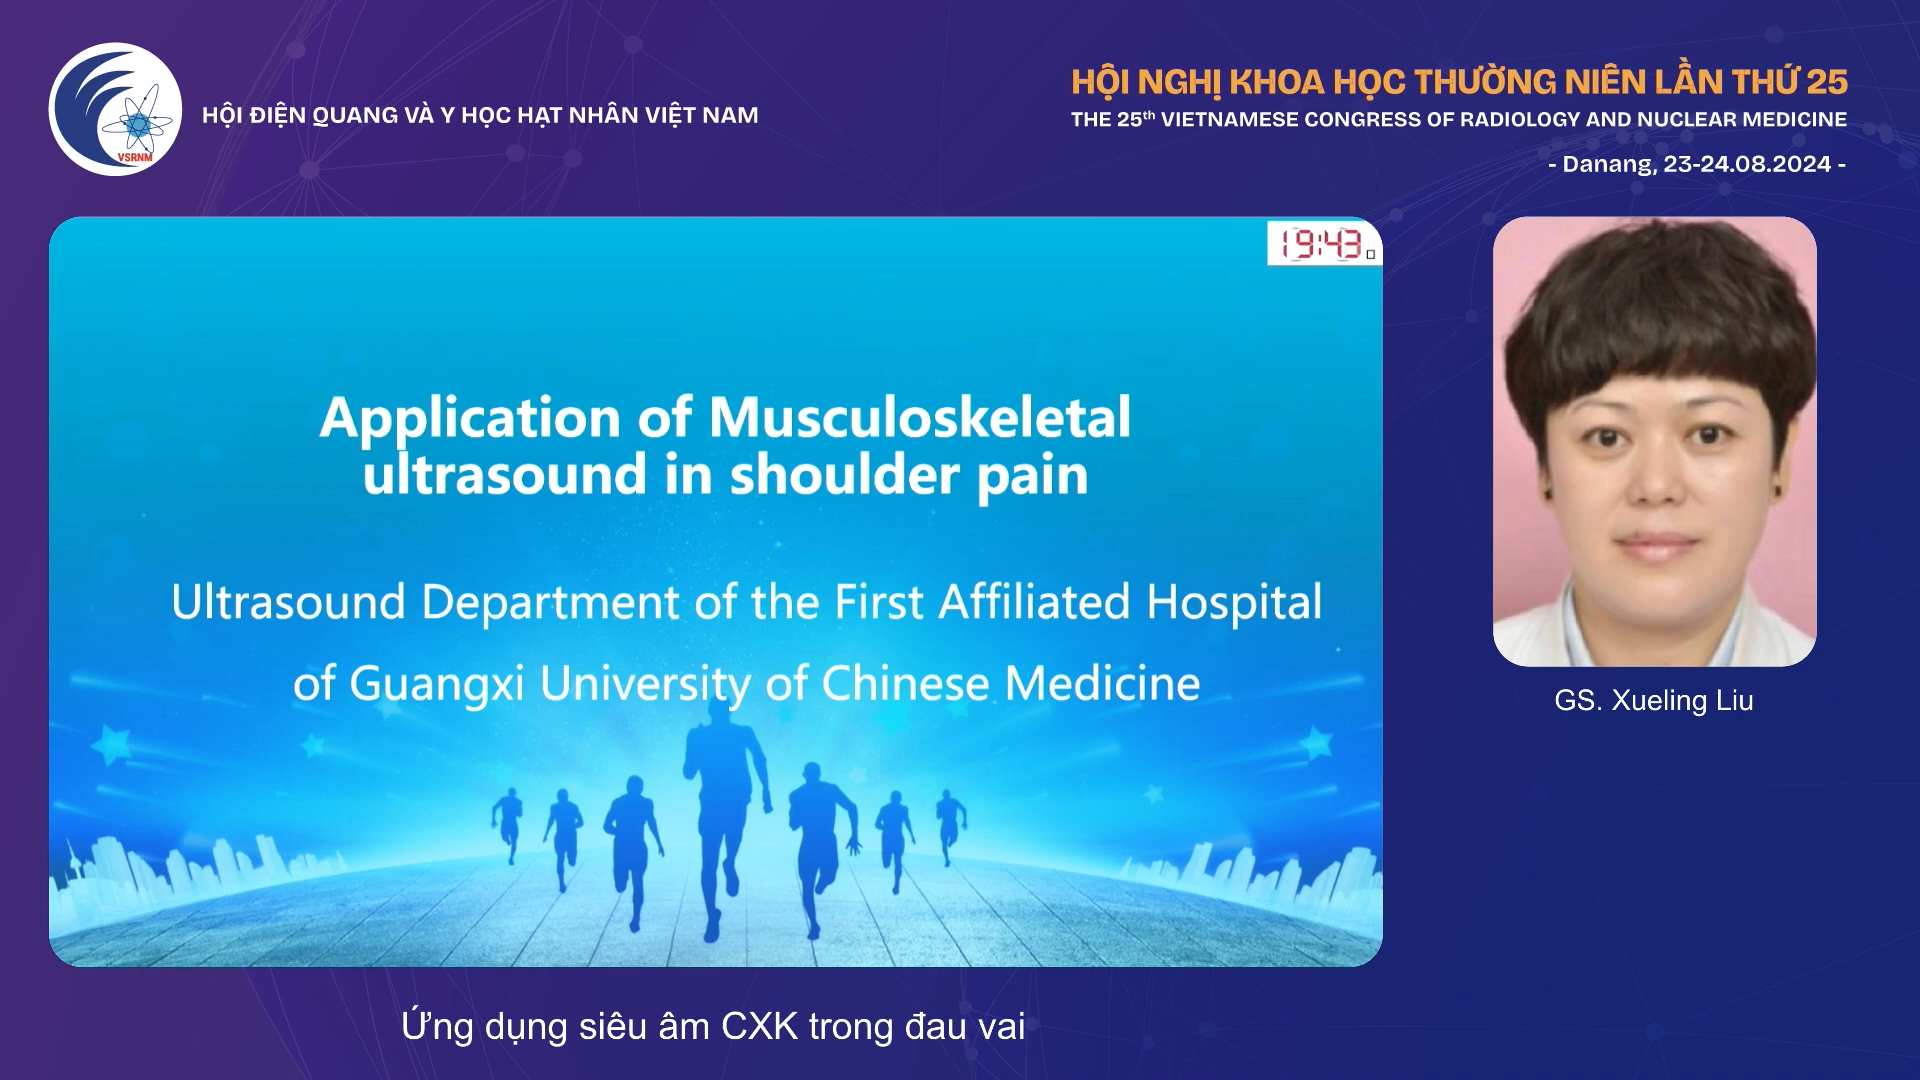 VSRNM
HỘI ĐIỆN QUANG VÀ Y HỌC HẠT NHÂN VIỆT NAM
HỘI NGHỊ KHOA HỌC THƯỜNG NIÊN LẦN THỨ 25
THE 25th VIETNAMESE CONGRESS OF RADIOLOGY AND NUCLEAR MEDICINE
- Danang, 23-24.08.2024 -
19:43
Application of Musculoskeletal
ultrasound in shoulder pain
Ultrasound Department of the First Affiliated Hospital
of Guangxi University of Chinese Medicine
GS. Xueling Liu
Ứng dụng siêu âm CXK trong đau vai